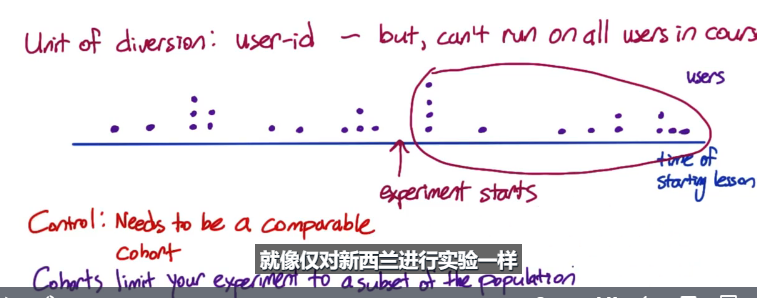 Unit of diversion: user-id — but, can't run on all users in cours
users
time of
starting lesson
experiment starts
Control: Needs to be a comparable
cohort
就像仅对新西兰进行实验一样
Cohorts limit your experiment to a subset of the population